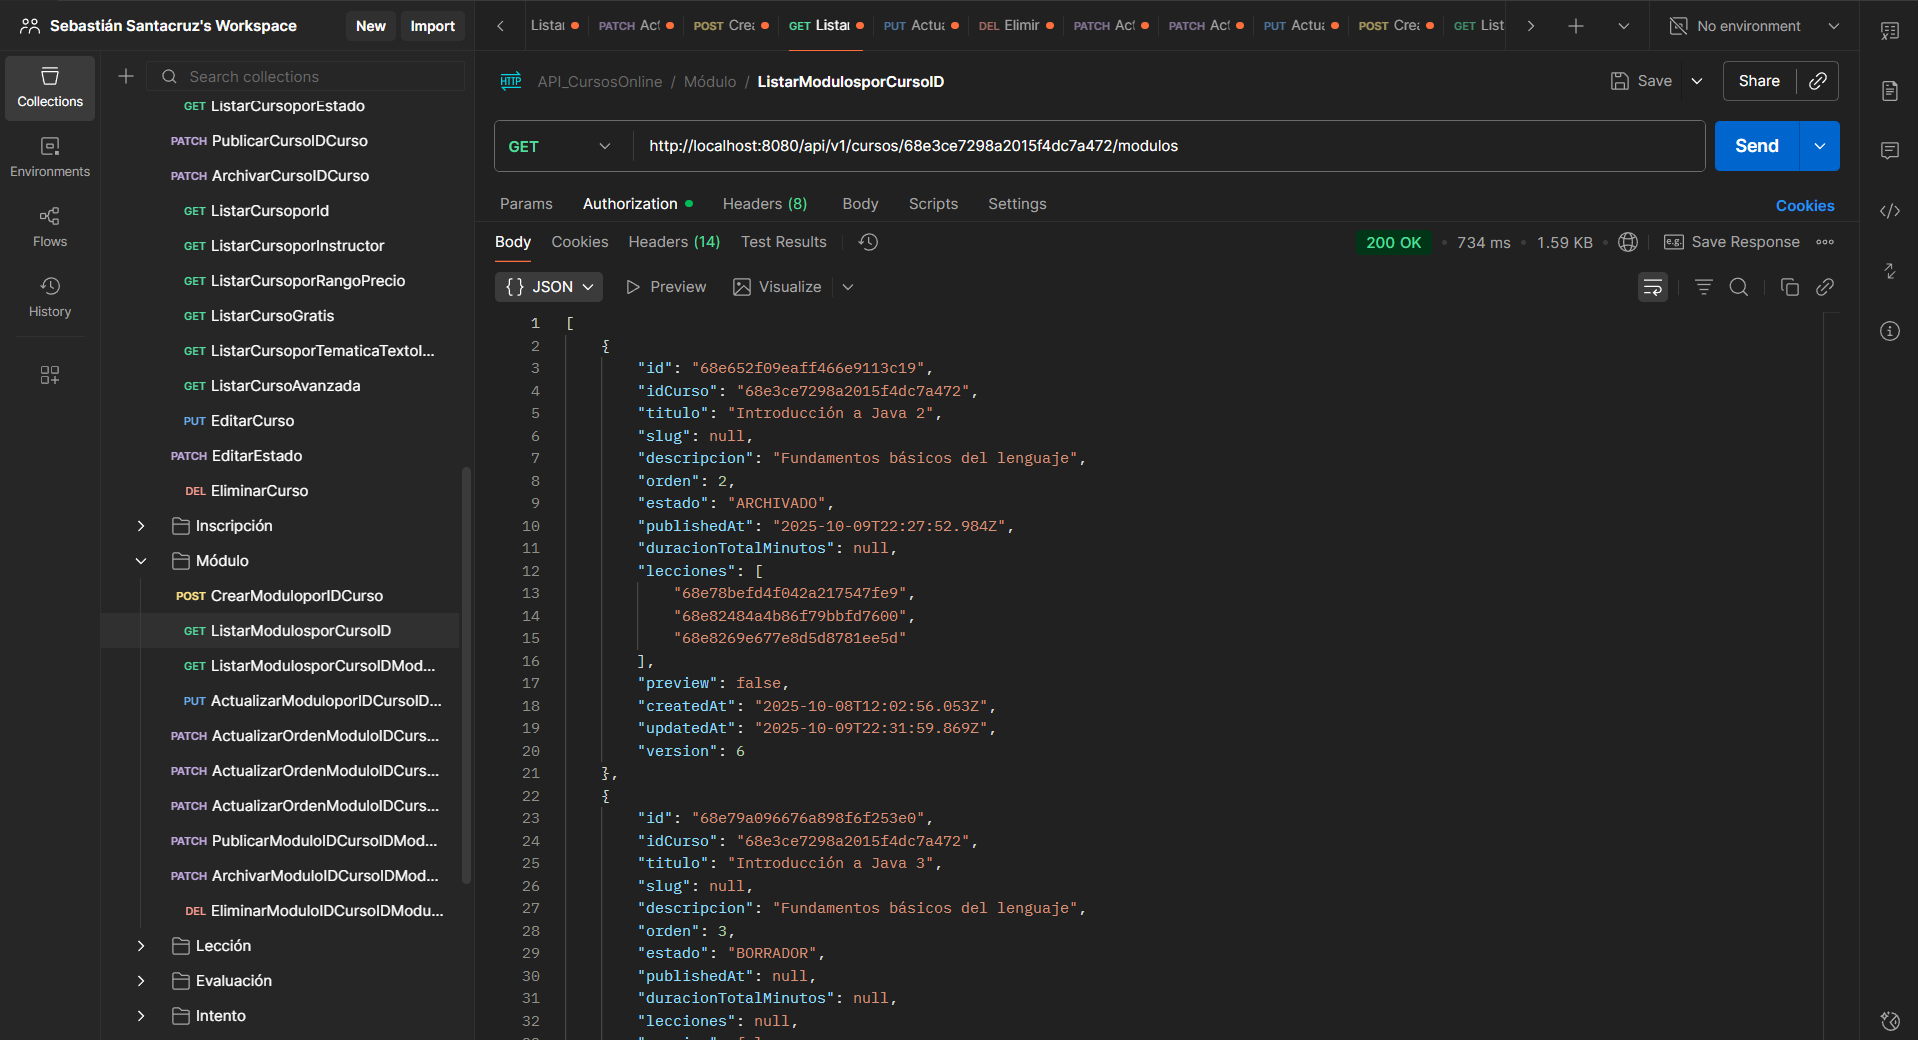 Sebastián Santacruz's Workspace
New
Import
Listar
PATCH Act
POST Crea
GET Listar
PUT Actua
DEL Elimir
PATCH Act
PATCH Act
PUT Actua
POST Crea
GET List
No environment
Collections
Environments
Flows
History
Search collections
GET ListarCursoporEstado
PATCH PublicarCursoIDCurso
PATCH ArchivarCursoIDCurso
GET ListarCursoporId
GET ListarCursoporInstructor
GET ListarCursoporRangoPrecio
GET ListarCursoGratis
GET ListarCursoporTematicaTextoI...
GET ListarCursoAvanzada
PUT EditarCurso
PATCH EditarEstado
DEL EliminarCurso
Inscripción
Módulo
POST CrearModuloporIDCurso
GET ListarModulosporCursoID
GET ListarModulosporCursoIDMod...
PUT ActualizarModuloporIDCursoID...
PATCH ActualizarOrdenModuloIDCurs...
PATCH ActualizarOrdenModuloIDCurs...
PATCH ActualizarOrdenModuloIDCurs...
PATCH PublicarModuloIDCursoIDMod...
PATCH ArchivarModuloIDCursoIDMod...
DEL EliminarModuloIDCursoIDModu...
Lección
Evaluación
Intento
HTTP API_CursosOnline / Módulo / ListarModulosporCursoID
Save
Share
GET http://localhost:8080/api/v1/cursos/68e3ce7298a2015f4dc7a472/modulos
Send
Params Authorization Headers (8) Body Scripts Settings
Cookies
Body Cookies Headers (14) Test Results
200 OK • 734 ms • 1.59 KB • e.g. Save Response
{} JSON Preview Visualize
1 [
2 {
3 "id": "68e652f09eaff466e9113c19",
4 "idCurso": "68e3ce7298a2015f4dc7a472",
5 "titulo": "Introducción a Java 2",
6 "slug": null,
7 "descripcion": "Fundamentos básicos del lenguaje",
8 "orden": 2,
9 "estado": "ARCHIVADO",
10 "publishedAt": "2025-10-09T22:27:52.984Z",
11 "duracionTotalMinutos": null,
12 "lecciones": [
13 "68e78befd4f042a217547fe9",
14 "68e82484a4b86f79bbfd7600",
15 "68e8269e677e8d5d8781ee5d"
16 ],
17 "preview": false,
18 "createdAt": "2025-10-08T12:02:56.053Z",
19 "updatedAt": "2025-10-09T22:31:59.869Z",
20 "version": 6
21 },
22 {
23 "id": "68e79a096676a898f6f253e0",
24 "idCurso": "68e3ce7298a2015f4dc7a472",
25 "titulo": "Introducción a Java 3",
26 "slug": null,
27 "descripcion": "Fundamentos básicos del lenguaje",
28 "orden": 3,
29 "estado": "BORRADOR",
30 "publishedAt": null,
31 "duracionTotalMinutos": null,
32 "lecciones": null,